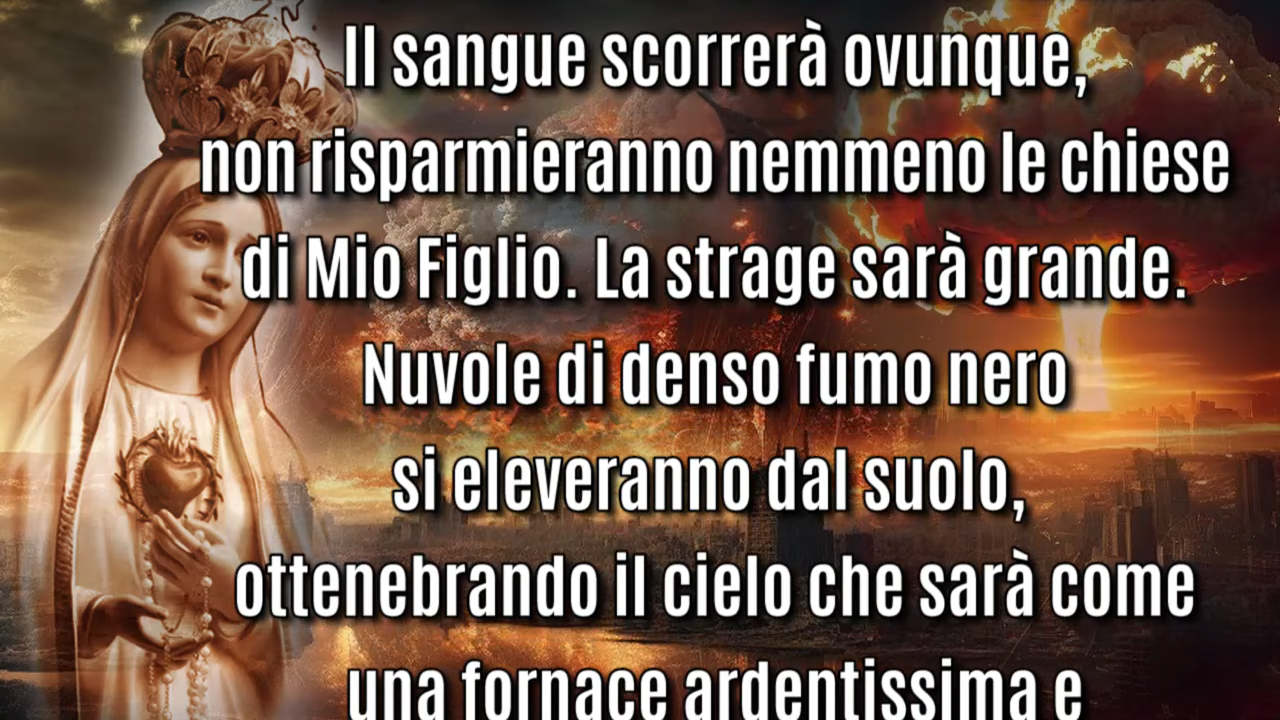 Il sangue scorrerà ovunque,
non risparmieranno nemmeno le chiese
di Mio Figlio. La strage sarà grande.
Nuvole di denso fumo nero
si eleveranno dal suolo,
ottenebrando il cielo che sarà come
una fornace ardentissima e